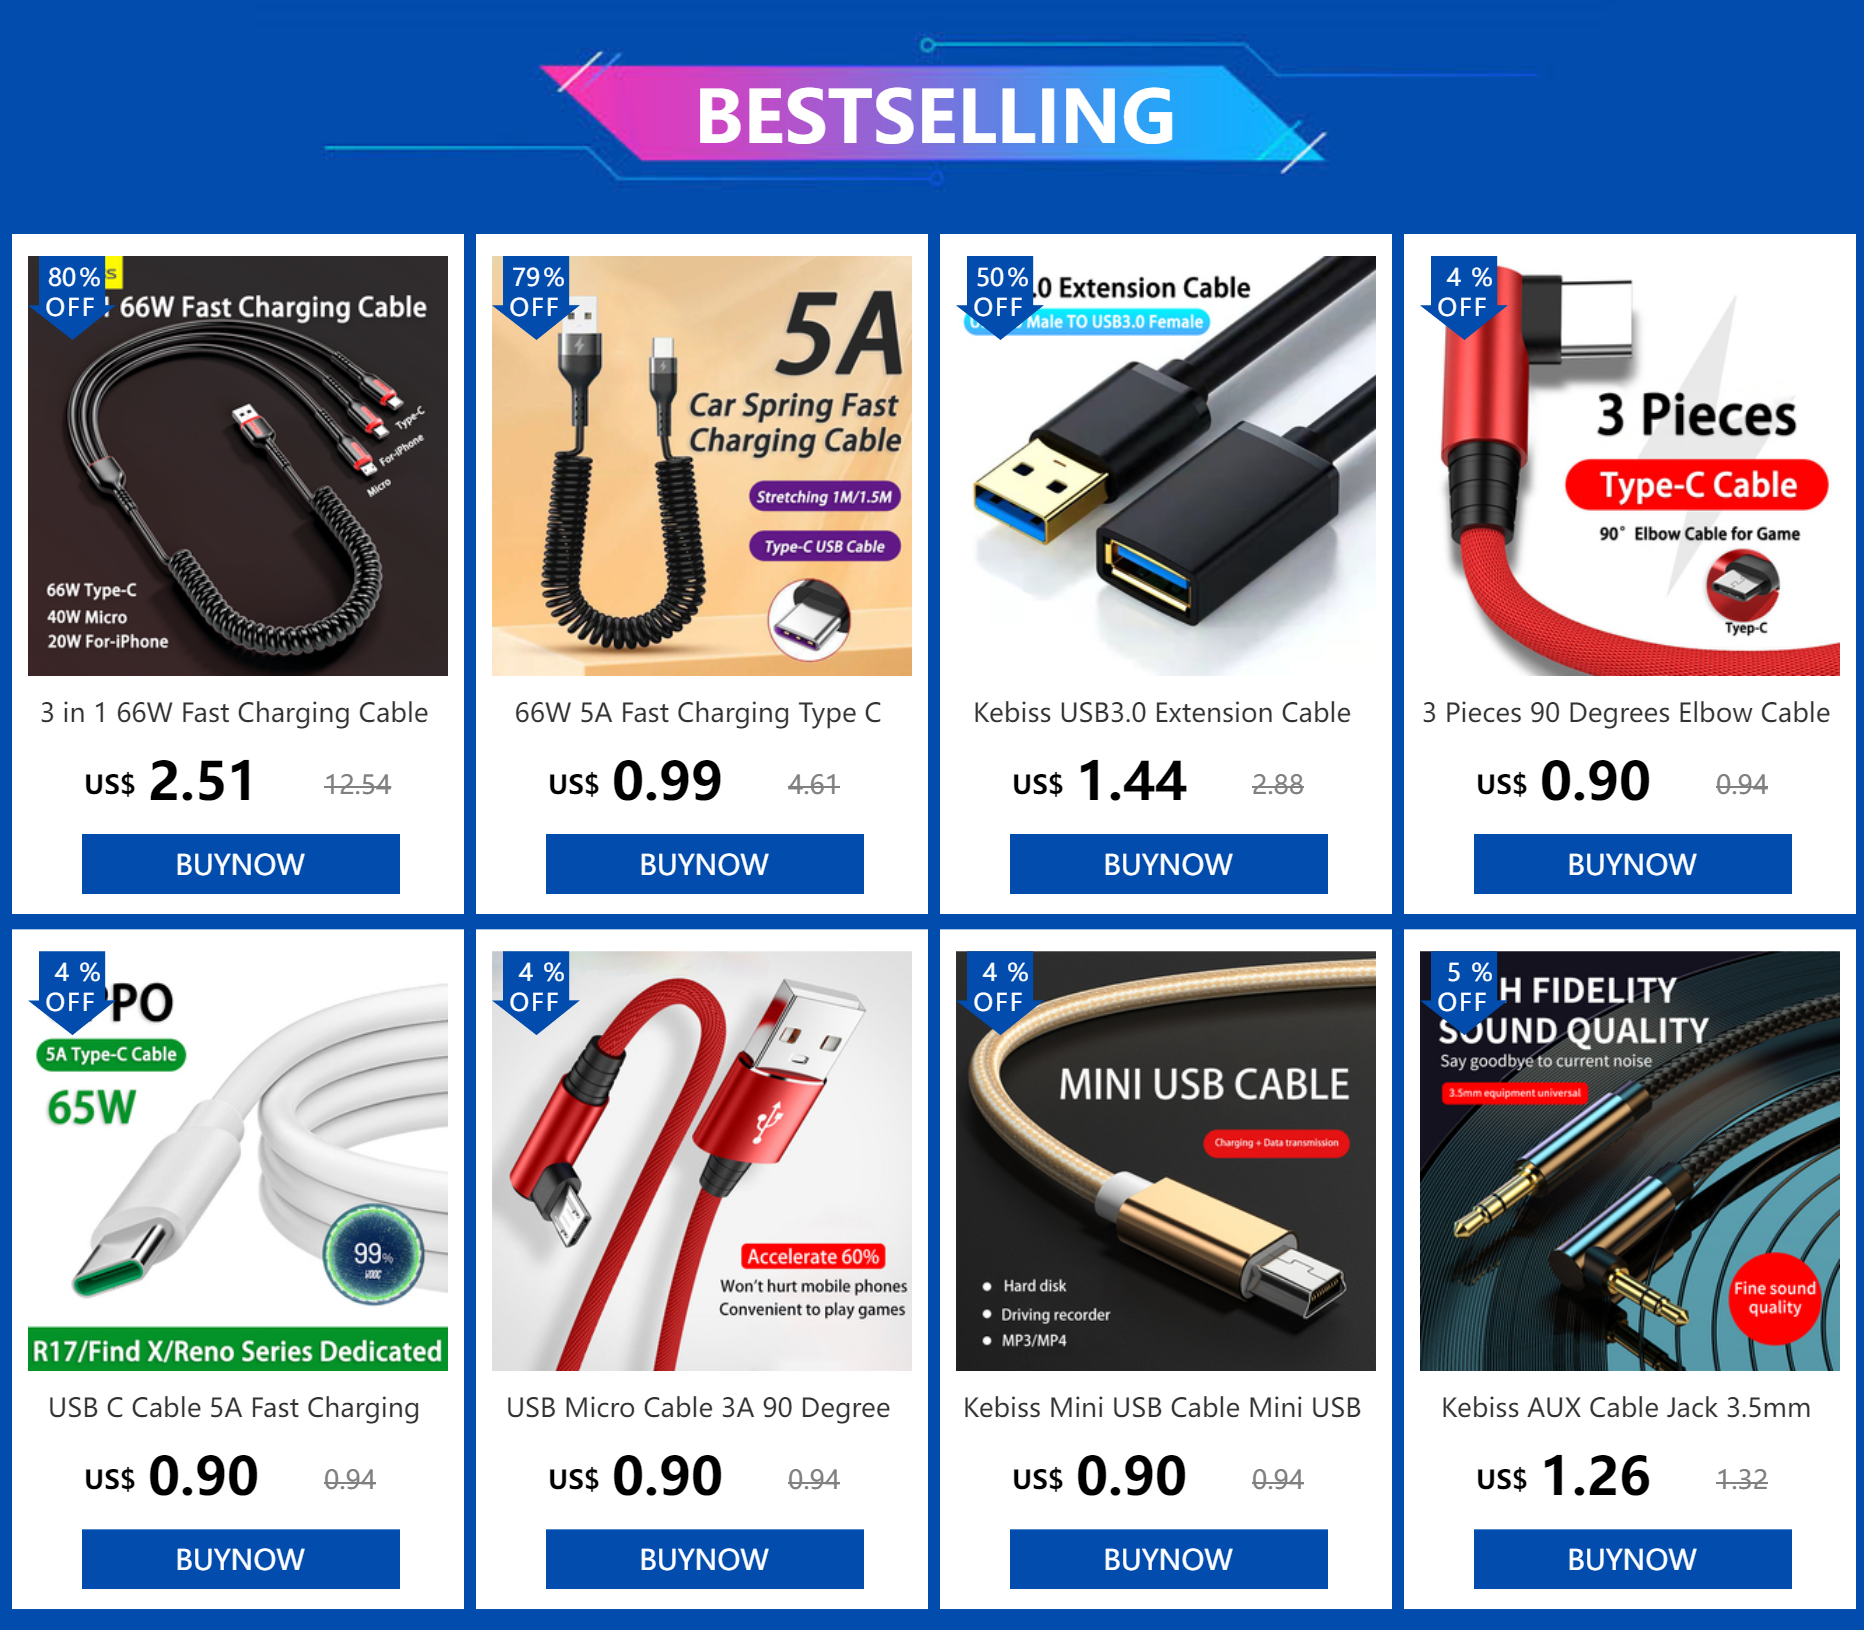 BESTSELLING
80%
OFF
66W Fast Charging Cable
Type-C
For-iPhone
Micro
66W Type-C
40W Micro
20W For-iPhone
3 in 1 66W Fast Charging Cable
US$ 2.51 12.54
BUYNOW
79%
OFF
5A
Car Spring Fast
Charging Cable
Stretching 1M/1.5M
Type-C USB Cable
66W 5A Fast Charging Type C
US$ 0.99 4.61
BUYNOW
50%
OFF
.0 Extension Cable
Male TO USB3.0 Female
Kebiss USB3.0 Extension Cable
US$ 1.44 2.88
BUYNOW
4 %
OFF
3 Pieces
Type-C Cable
90° Elbow Cable for Game
Tyep-C
3 Pieces 90 Degrees Elbow Cable
US$ 0.90 0.94
BUYNOW
4 %
OFF
PPO
5A Type-C Cable
65W
99%
VOOC
R17/Find X/Reno Series Dedicated
USB C Cable 5A Fast Charging
US$ 0.90 0.94
BUYNOW
4 %
OFF
Accelerate 60%
Won't hurt mobile phones
Convenient to play games
USB Micro Cable 3A 90 Degree
US$ 0.90 0.94
BUYNOW
4 %
OFF
MINI USB CABLE
Charging + Data transmission
Hard disk
Driving recorder
MP3/MP4
Kebiss Mini USB Cable Mini USB
US$ 0.90 0.94
BUYNOW
5 %
OFF
H FIDELITY
SOUND QUALITY
Say goodbye to current noise
3.5mm equipment universal
Fine sound
quality
Kebiss AUX Cable Jack 3.5mm
US$ 1.26 1.32
BUYNOW